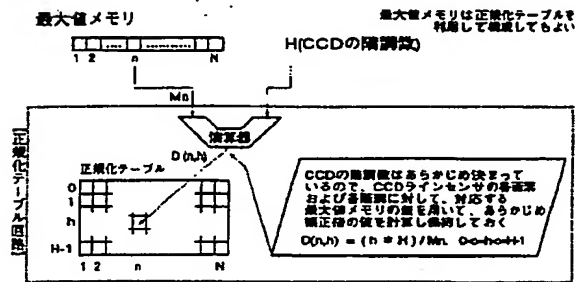 最大値メモリ
最大値メモリは正規化テーブルを
利用して構成してもよい
H(CCDの階調数)
1 2 n N
Mn
演算器
D(n,h)
正規化テーブル回路
正規化テーブル
0
1
h
H-1
1 2 n N
CCDの階調数はあらかじめ決まって
いるので、CCDラインセンサの各画素
および各階調に対して、対応する
最大値メモリの値を用いて、あらかじめ
補正後の値を計算し格納しておく
D(n,h) = (h * H) / Mn. 0<=h<=H-1